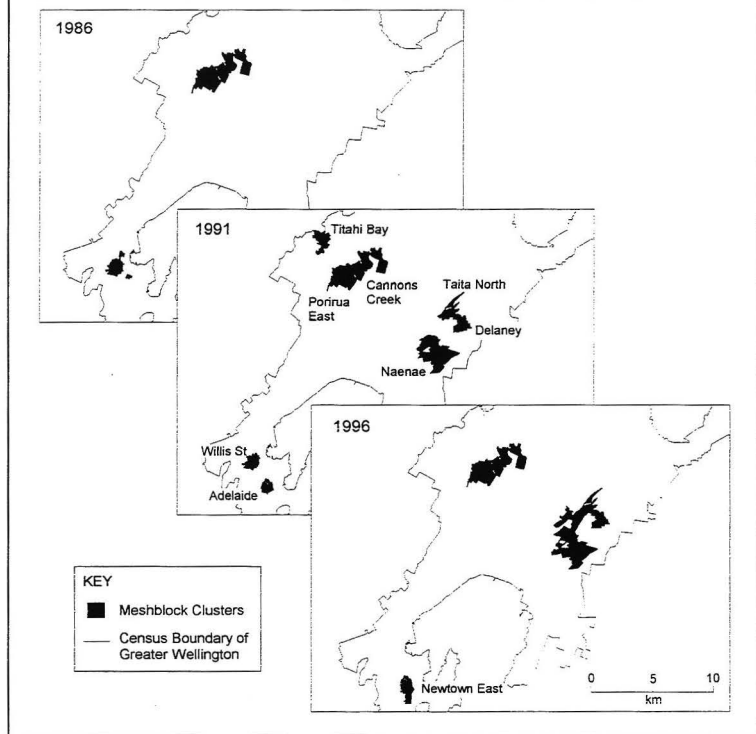 1986
1991
Titahi Bay
Cannons
Creek
Porirua
East
Taita North
Delaney
Naenae
Willis St
Adelaide
1996
Newtown East
0 5 10
km
KEY
Meshblock Clusters
Census Boundary of
Greater Wellington